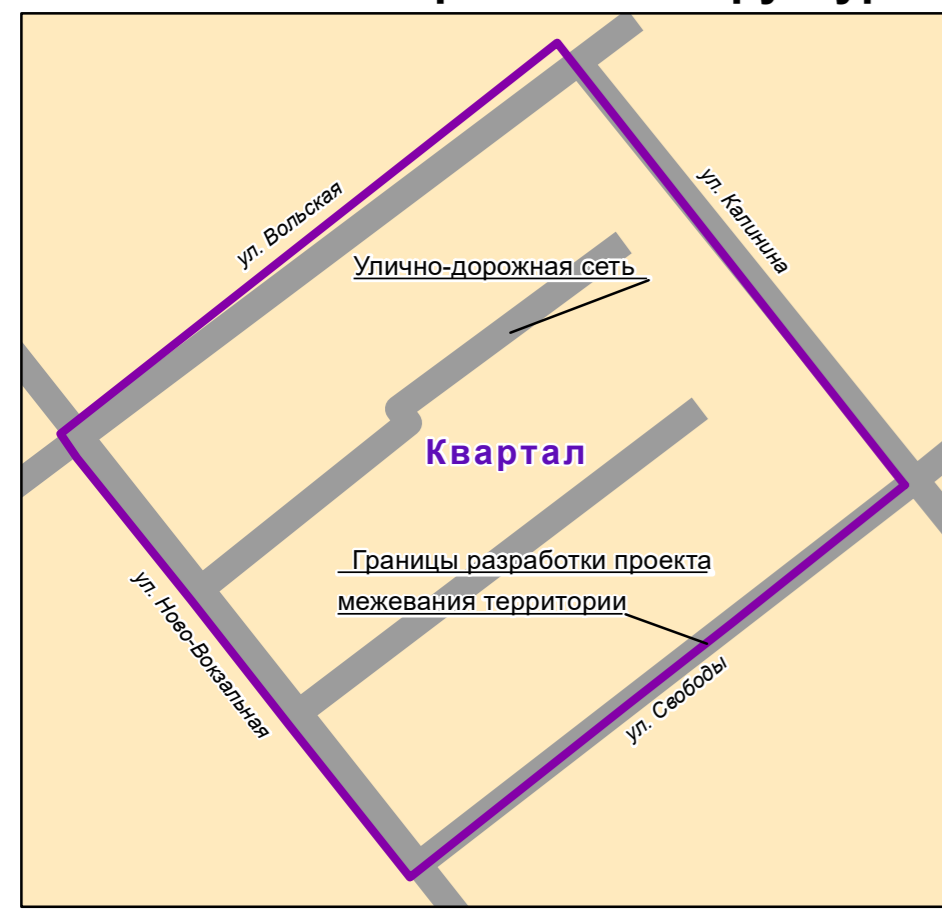 ул. Вольская
ул. Калинина
Улично-дорожная сеть
Квартал
Границы разработки проекта
межевания территории
ул. Ново-Вокзальная
ул. Свободы